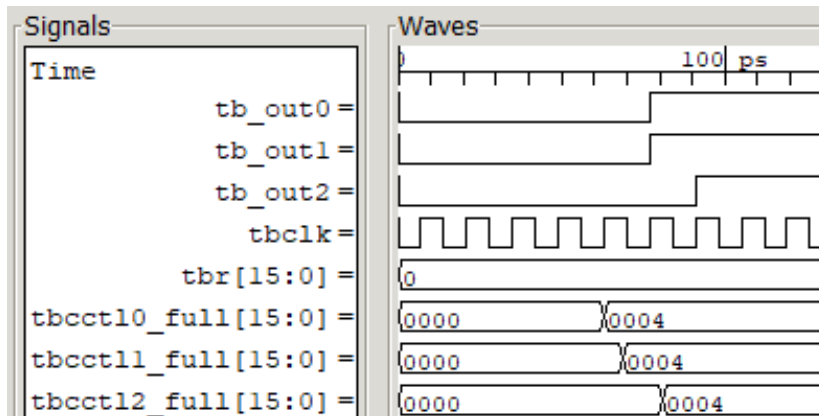 Signals
Waves
Time
0
100 ps
tb_out0=
tb_out1=
tb_out2=
tbclk=
tbr[15:0]=
0
tbcctl0_full[15:0]=
0000
0004
tbcctl1_full[15:0]=
0000
0004
tbcctl2_full[15:0]=
0000
0004